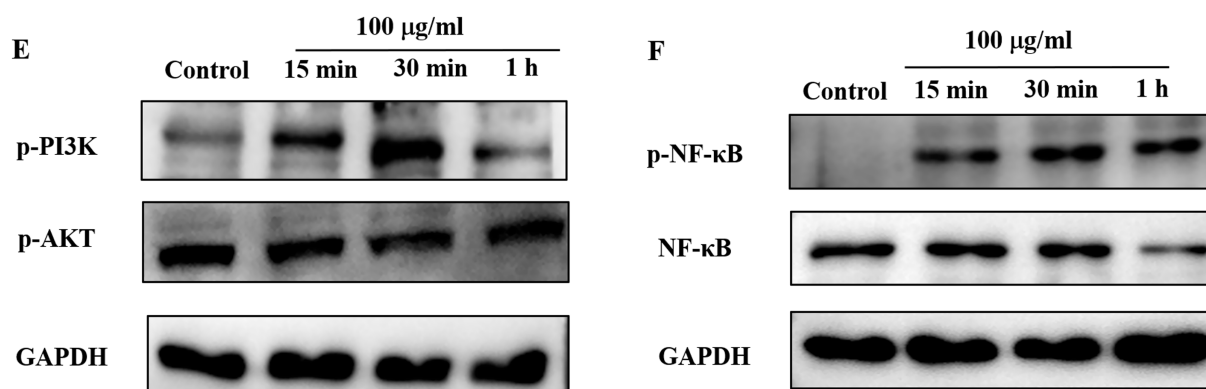 E
100 μg/ml
Control 15 min 30 min 1 h
p-PI3K
p-AKT
GAPDH
F
100 μg/ml
Control 15 min 30 min 1 h
p-NF-κB
NF-κB
GAPDH